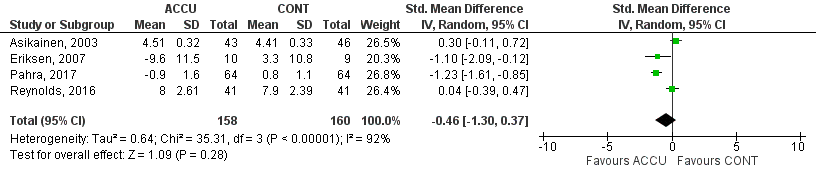 ACCU CONT Std. Mean Difference Std. Mean Difference
Study or Subgroup Mean SD Total Mean SD Total Weight IV, Random, 95% CI IV, Random, 95% CI
Asikainen, 2003 4.51 0.32 43 4.41 0.33 46 26.5% 0.30 [-0.11, 0.72]
Eriksen, 2007 -9.6 11.5 10 3.3 10.8 9 20.3% -1.10 [-2.09, -0.12]
Pahra, 2017 -0.9 1.6 64 0.8 1.1 64 26.7% -1.23 [-1.61, -0.85]
Reynolds, 2016 8 2.61 41 7.9 2.39 41 26.4% 0.04 [-0.39, 0.47]
Total (95% CI) 158 160 100.0% -0.46 [-1.30, 0.37]
Heterogeneity: Tau² = 0.64; Chi² = 35.31, df = 3 (P < 0.00001); I² = 92%
Test for overall effect: Z = 1.09 (P = 0.28)
-10 -5 0 5 10
Favours ACCU Favours CONT